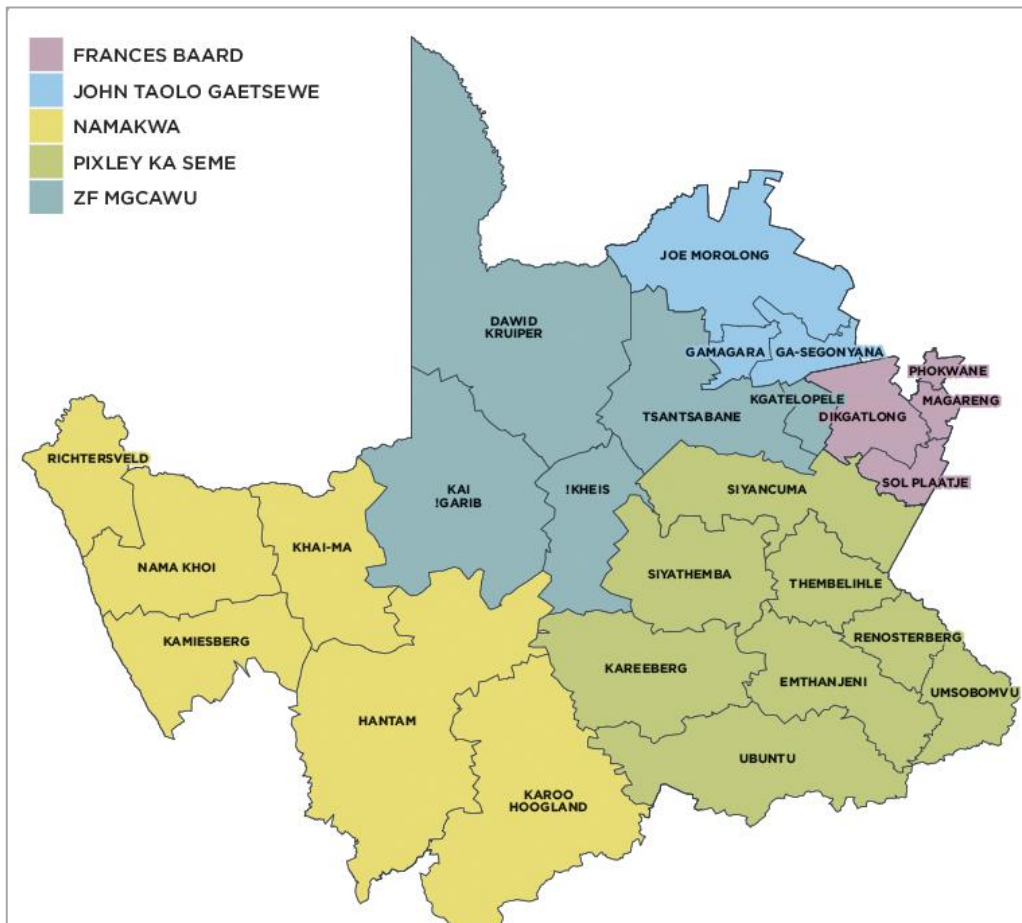 FRANCES BAARD
JOHN TAOLO GAETSEWE
NAMAKWA
PIXLEY KA SEME
ZF MGCAWU
JOE MOROLONG
DAWID
KRUIPER
GAMAGARA
GA-SEGONYANA
PHOKWANE
KGATELOPELE
MAGARENG
TSANTSABANE
DIKGATLONG
RICHTERSVELD
SOL PLAATJE
KAI
!GARIB
!KHEIS
SIYANCUMA
KHAI-MA
NAMA KHOI
SIYATHEMBA
THEMBELIHLE
KAMIESBERG
RENOSTERBERG
KAREEBERG
EMTHANJENI
UMSOBOMVU
HANTAM
UBUNTU
KAROO
HOOGLAND